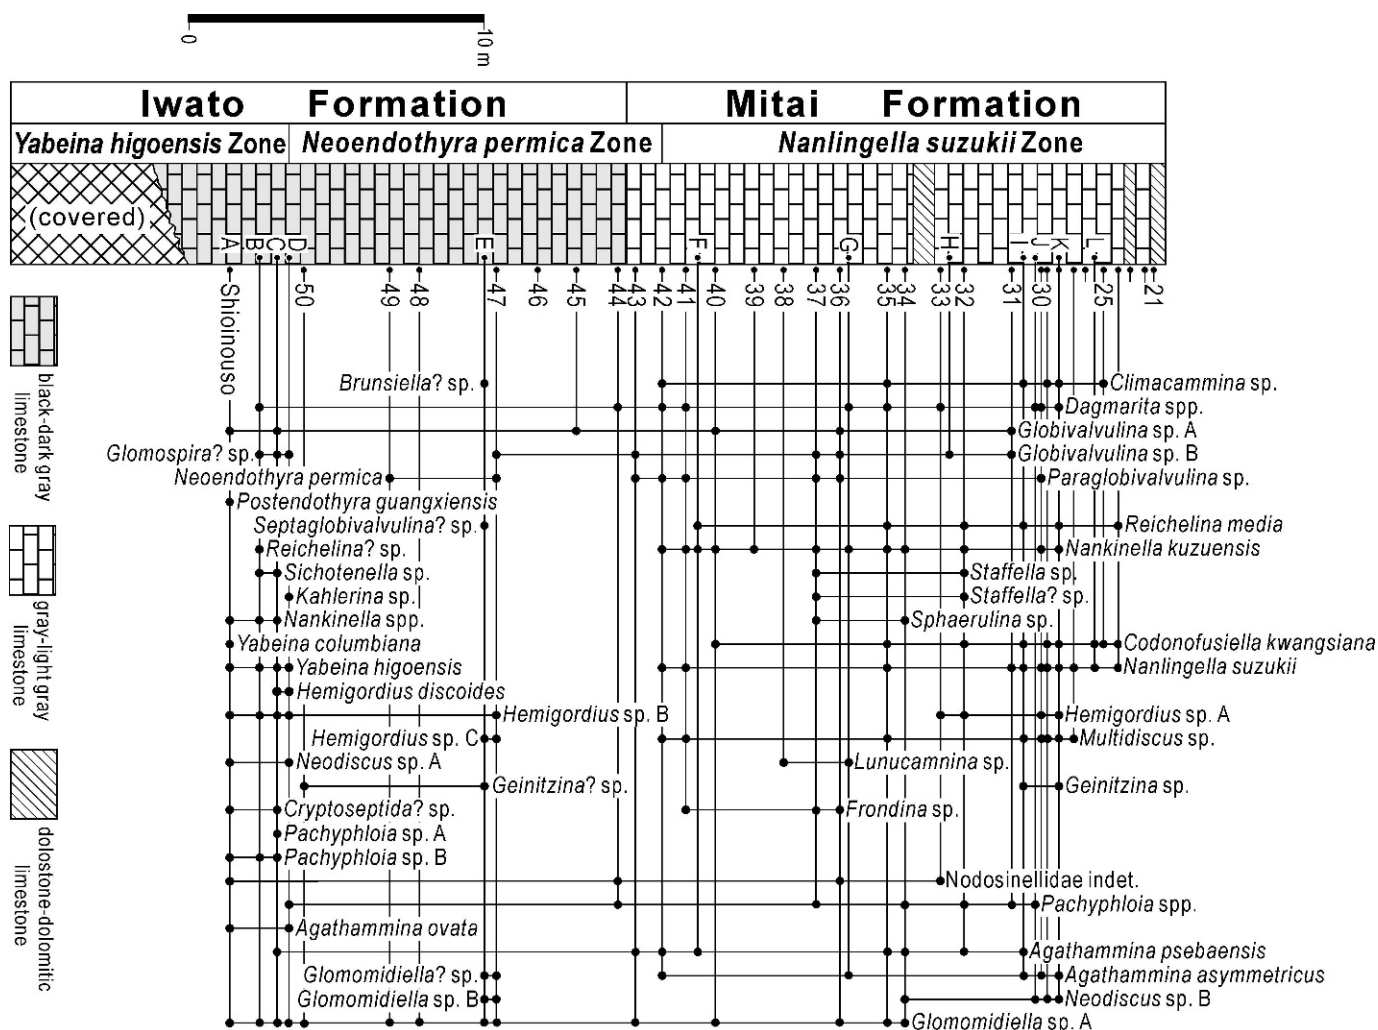 0 10 m
Iwato Formation Mitai Formation
Yabeina higoensis Zone Neoendothyra permica Zone Nanlingella suzukii Zone
(covered)
A B C D E F G H I J K L
Shioinouso 50 49 48 47 46 45 44 43 42 41 40 39 38 37 36 35 34 33 32 31 30 25 21
black-dark gray
limestone
gray-light gray
limestone
dolostone-dolomitic
limestone
Brunsiella? sp. Climacammina sp.
Dagmarita spp.
Globivalvulina sp. A
Glomospira? sp. Globivalvulina sp. B
Neoendothyra permica Paraglobivalvulina sp.
Postendothyra guangxiensis
Septaglobivalvulina? sp. Reichelina media
Reichelina? sp. Nankinella kuzuensis
Sichotenella sp. Staffella sp.
Kahlerina sp. Staffella? sp.
Nankinella spp. Sphaerulina sp.
Yabeina columbiana Codonofusiella kwangsiana
Yabeina higoensis Nanlingella suzukii
Hemigordius discoides
Hemigordius sp. B Hemigordius sp. A
Hemigordius sp. C Multidiscus sp.
Neodiscus sp. A Lunucamnina sp.
Geinitzina? sp. Geinitzina sp.
Cryptoseptida? sp. Frondina sp.
Pachyphloia sp. A
Pachyphloia sp. B
Nodosinellidae indet.
Pachyphloia spp.
Agathammina ovata
Agathammina psebaensis
Glomomidiella? sp. Agathammina asymmetricus
Glomomidiella sp. B Neodiscus sp. B
Glomomidiella sp. A